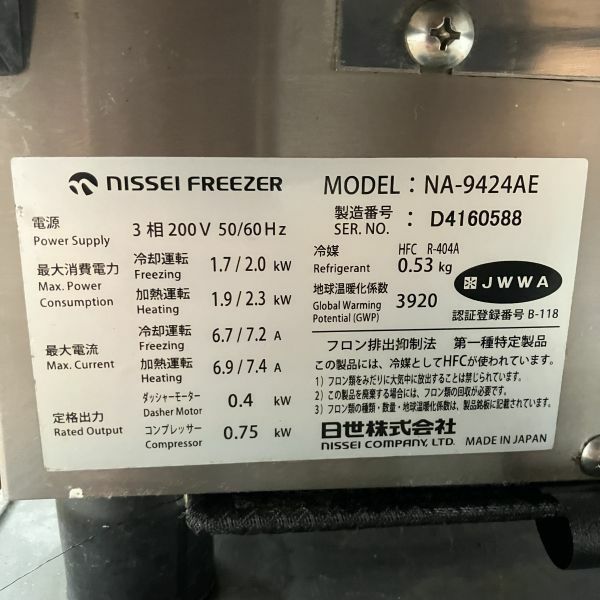 NISSEI FREEZER
MODEL : NA-9424AE
製造番号
SER. NO. : D4160588
電源
Power Supply
3 相 200 V 50/60 Hz
最大消費電力
Max. Power
Consumption
冷却運転
Freezing
1.7 / 2.0 kW
加熱運転
Heating
1.9 / 2.3 kW
最大電流
Max. Current
冷却運転
Freezing
6.7 / 7.2 A
加熱運転
Heating
6.9 / 7.4 A
定格出力
Rated Output
ダッシャーモーター
Dasher Motor
0.4 kW
コンプレッサー
Compressor
0.75 kW
冷媒
Refrigerant
HFC R-404A
0.53 kg
地球温暖化係数
Global Warming
Potential (GWP)
3920
JWWA
認証登録番号 B-118
フロン排出抑制法 第一種特定製品
この製品には、冷媒としてHFCが使われています。
1) フロン類をみだりに大気中に放出することは禁じられています。
2) この製品を廃棄する場合には、フロン類の回収が必要です。
3) フロン類の種類・数量・地球温暖化係数は、製品銘板に記載されています。
日世株式会社
NISSEI COMPANY, LTD. MADE IN JAPAN